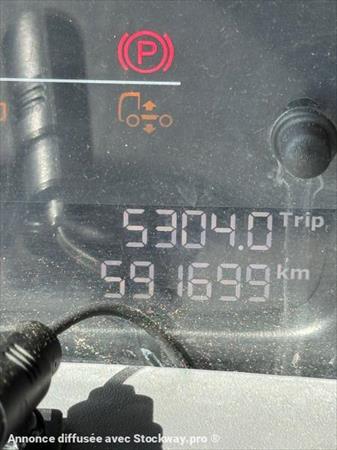 P
5304.0 Trip
591699 km
Annonce diffusée avec Stockway.pro ®